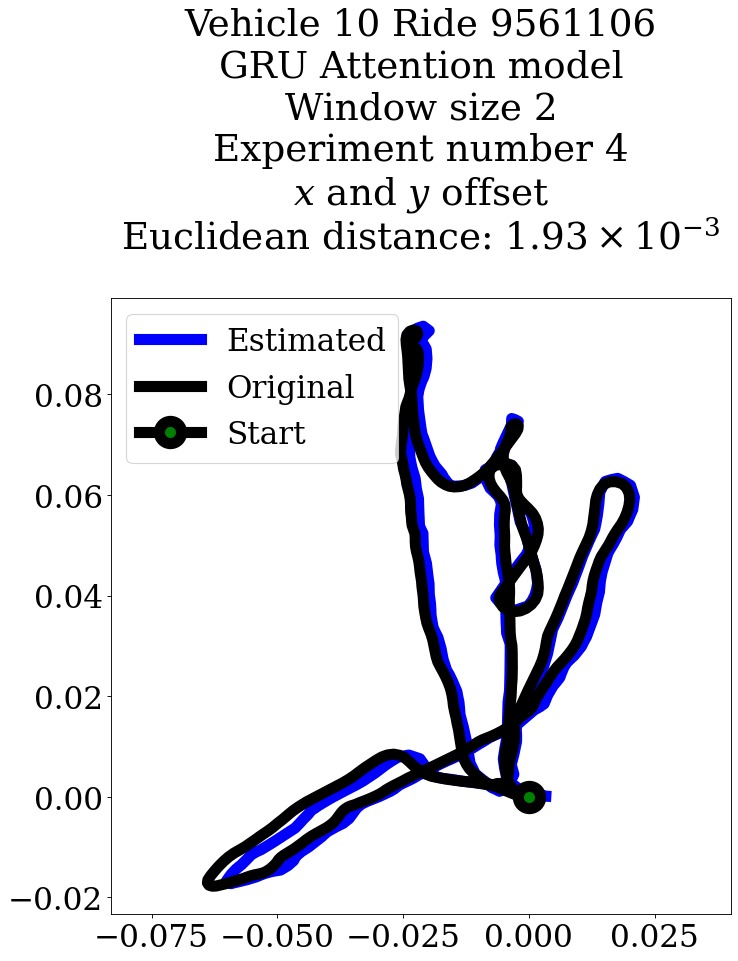 Vehicle 10 Ride 9561106
GRU Attention model
Window size 2
Experiment number 4
x and y offset
Euclidean distance: 1.93 × 10⁻³
Estimated
Original
Start
0.08
0.06
0.04
0.02
0.00
−0.02
−0.075 −0.050 −0.025 0.000 0.025